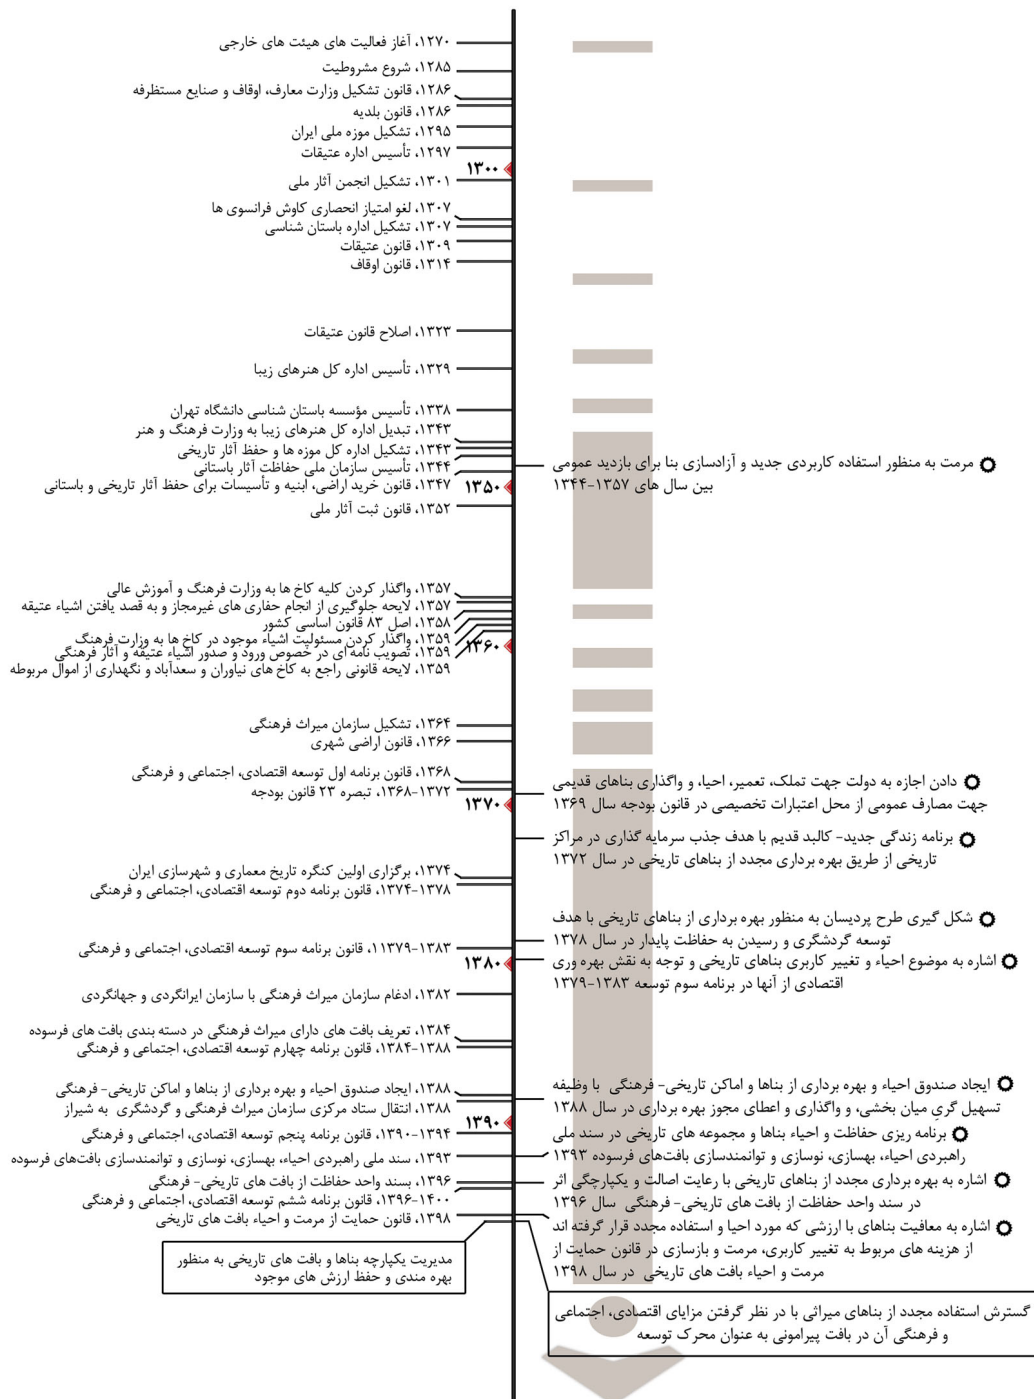 ۱۲۷۰، آغاز فعالیت های هیئت های خارجی
۱۲۸۵، شروع مشروطیت
۱۲۸۶، قانون تشکیل وزارت معارف، اوقاف و صنایع مستظرفه
۱۲۸۶، قانون بلدیه
۱۲۹۵، تشکیل موزه ملی ایران
۱۲۹۷، تأسیس اداره عتیقات
۱۳۰۰
۱۳۰۱، تشکیل انجمن آثار ملی
۱۳۰۷، لغو امتیاز انحصاری کاوش فرانسوی ها
۱۳۰۷، تشکیل اداره باستان شناسی
۱۳۰۹، قانون عتیقات
۱۳۱۴، قانون اوقاف
۱۳۲۳، اصلاح قانون عتیقات
۱۳۲۹، تأسیس اداره کل هنرهای زیبا
۱۳۳۸، تأسیس مؤسسه باستان شناسی دانشگاه تهران
۱۳۴۳، تبدیل اداره کل هنرهای زیبا به وزارت فرهنگ و هنر
۱۳۴۳، تشکیل اداره کل موزه ها و حفظ آثار تاریخی
۱۳۴۴، تأسیس سازمان ملی حفاظت آثار باستانی
۱۳۴۷، قانون خرید اراضی، ابنیه و تأسیسات برای حفظ آثار تاریخی و باستانی
۱۳۵۰
۱۳۵۲، قانون ثبت آثار ملی
۱۳۵۷، واگذار کردن کلیه کاخ ها به وزارت فرهنگ و آموزش عالی
۱۳۵۷، لایحه جلوگیری از انجام حفاری های غیرمجاز و به قصد یافتن اشیاء عتیقه
۱۳۵۸، اصل ۸۳ قانون اساسی کشور
۱۳۵۹، واگذار کردن مسئولیت اشیاء موجود در کاخ ها به وزارت فرهنگ
۱۳۵۹، تصویب نامه ای در خصوص ورود و صدور اشیاء عتیقه و آثار فرهنگی
۱۳۶۰
۱۳۵۹، لایحه قانونی راجع به کاخ های نیاوران و سعدآباد و نگهداری از اموال مربوطه
۱۳۶۴، تشکیل سازمان میراث فرهنگی
۱۳۶۶، قانون اراضی شهری
۱۳۶۸، قانون برنامه اول توسعه اقتصادی، اجتماعی و فرهنگی
۱۳۶۸-۱۳۷۲، تبصره ۲۳ قانون بودجه
۱۳۷۰
۱۳۷۴، برگزاری اولین کنگره تاریخ معماری و شهرسازی ایران
۱۳۷۴-۱۳۷۸، قانون برنامه دوم توسعه اقتصادی، اجتماعی و فرهنگی
۱۱۳۷۹-۱۳۸۳، قانون برنامه سوم توسعه اقتصادی، اجتماعی و فرهنگی
۱۳۸۰
۱۳۸۲، ادغام سازمان میراث فرهنگی با سازمان ایرانگردی و جهانگردی
۱۳۸۴، تعریف بافت های دارای میراث فرهنگی در دسته بندی بافت های فرسوده
۱۳۸۴-۱۳۸۸، قانون برنامه چهارم توسعه اقتصادی، اجتماعی و فرهنگی
۱۳۸۸، ایجاد صندوق احیاء و بهره برداری از بناها و اماکن تاریخی- فرهنگی
۱۳۸۸، انتقال ستاد مرکزی سازمان میراث فرهنگی و گردشگری به شیراز
۱۳۹۰
۱۳۹۰-۱۳۹۴، قانون برنامه پنجم توسعه اقتصادی، اجتماعی و فرهنگی
۱۳۹۳، سند ملی راهبردی احیاء، بهسازی، نوسازی و توانمندسازی بافت‌های فرسوده
۱۳۹۶، بسند واحد حفاظت از بافت های تاریخی- فرهنگی
۱۳۹۶-۱۴۰۰، قانون برنامه ششم توسعه اقتصادی، اجتماعی و فرهنگی
۱۳۹۸، قانون حمایت از مرمت و احیاء بافت های تاریخی
مدیریت یکپارچه بناها و بافت های تاریخی به منظور
بهره مندی و حفظ ارزش های موجود
مرمت به منظور استفاده کاربردی جدید و آزادسازی بنا برای بازدید عمومی
بین سال های ۱۳۵۷-۱۳۴۴
دادن اجازه به دولت جهت تملک، تعمیر، احیا، و واگذاری بناهای قدیمی
جهت مصارف عمومی از محل اعتبارات تخصیصی در قانون بودجه سال ۱۳۶۹
برنامه زندگی جدید- کالبد قدیم با هدف جذب سرمایه گذاری در مراکز
تاریخی از طریق بهره برداری مجدد از بناهای تاریخی در سال ۱۳۷۲
شکل گیری طرح پردیسان به منظور بهره برداری از بناهای تاریخی با هدف
توسعه گردشگری و رسیدن به حفاظت پایدار در سال ۱۳۷۸
اشاره به موضوع احیاء و تغییر کاربری بناهای تاریخی و توجه به نقش بهره وری
اقتصادی از آنها در برنامه سوم توسعه ۱۳۸۳-۱۳۷۹
ایجاد صندوق احیاء و بهره برداری از بناها و اماکن تاریخی- فرهنگی با وظیفه
تسهیل گریِ میان بخشی، و واگذاری و اعطای مجوز بهره برداری در سال ۱۳۸۸
برنامه ریزی حفاظت و احیاء بناها و مجموعه های تاریخی در سند ملی
راهبردی احیاء، بهسازی، نوسازی و توانمندسازی بافت‌های فرسوده ۱۳۹۳
اشاره به بهره برداری مجدد از بناهای تاریخی با رعایت اصالت و یکپارچگی اثر
در سند واحد حفاظت از بافت های تاریخی- فرهنگی سال ۱۳۹۶
اشاره به معافیت بناهای با ارزشی که مورد احیا و استفاده مجدد قرار گرفته اند
از هزینه های مربوط به تغییر کاربری، مرمت و بازسازی در قانون حمایت از
مرمت و احیاء بافت های تاریخی در سال ۱۳۹۸
گسترش استفاده مجدد از بناهای میراثی با در نظر گرفتن مزایای اقتصادی، اجتماعی
و فرهنگی آن در بافت پیرامونی به عنوان محرک توسعه